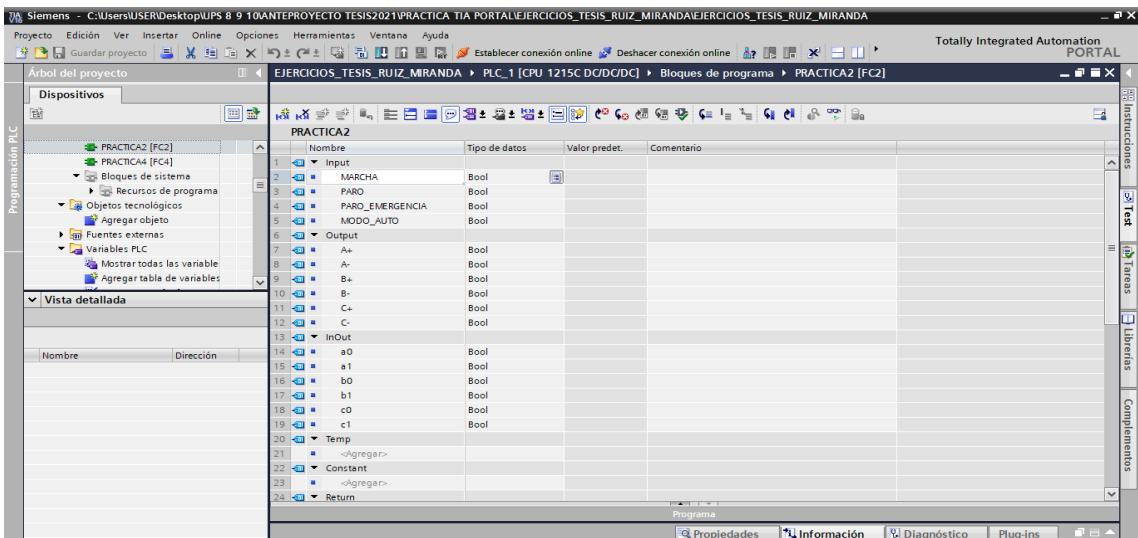 Siemens - C:\Users\USER\Desktop\UPS 8 9 10\ANTEPROYECTO TESIS2021\PRACTICA TIA PORTAL\EJERCICIOS_TESIS_RUIZ_MIRANDA\EJERCICIOS_TESIS_RUIZ_MIRANDA
Proyecto Edición Ver Insertar Online Opciones Herramientas Ventana Ayuda
Totally Integrated Automation
PORTAL
Guardar proyecto Establecer conexión online Deshacer conexión online
Árbol del proyecto
EJERCICIOS_TESIS_RUIZ_MIRANDA PLC_1 [CPU 1215C DC/DC/DC] Bloques de programa PRACTICA2 [FC2]
Dispositivos
Programación PLC
PRACTICA2 [FC2]
PRACTICA4 [FC4]
Bloques de sistema
Recursos de programa
Objetos tecnológicos
Agregar objeto
Fuentes externas
Variables PLC
Mostrar todas las variable
Agregar tabla de variables
Vista detallada
Nombre Dirección
PRACTICA2
Nombre Tipo de datos Valor predet. Comentario
1 Input
2 MARCHA Bool
3 PARO Bool
4 PARO_EMERGENCIA Bool
5 MODO_AUTO Bool
6 Output
7 A+ Bool
8 A- Bool
9 B+ Bool
10 B- Bool
11 C+ Bool
12 C- Bool
13 InOut
14 a0 Bool
15 a1 Bool
16 b0 Bool
17 b1 Bool
18 c0 Bool
19 c1 Bool
20 Temp
21 <Agregar>
22 Constant
23 <Agregar>
24 Return
Programa
Propiedades Información Diagnóstico Plug-ins
Instrucciones
Test
Tareas
Librerías
Complementos